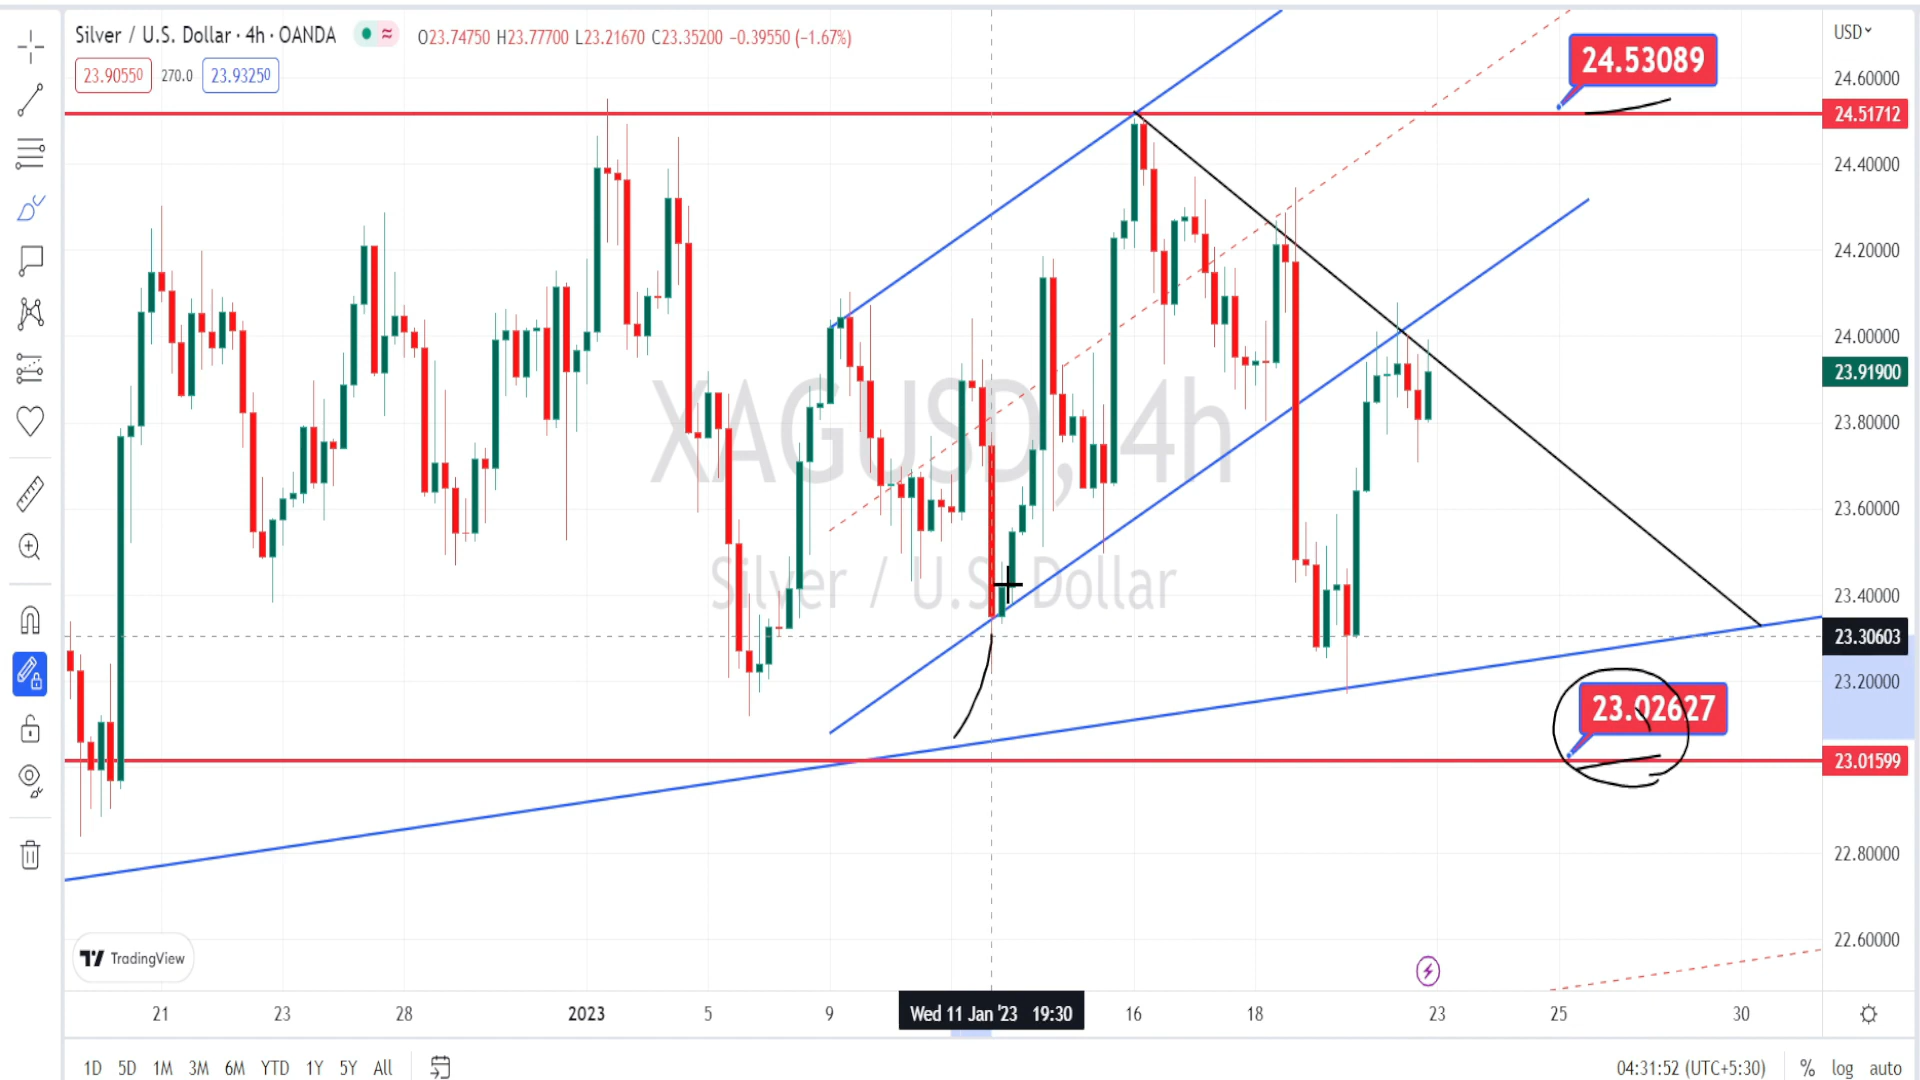 Silver / U.S. Dollar · 4h · OANDA
O23.74750 H23.77700 L23.21670 C23.35200 −0.39550 (−1.67%)
USD
23.90550 270.0 23.93250
24.53089
24.60000
24.51712
24.40000
24.20000
24.00000
23.91900
23.80000
XAGUSD, 4h
23.60000
Silver / U.S. Dollar
23.40000
23.30603
23.20000
23.02627
23.01599
22.80000
22.60000
TradingView
21 23 28 2023 5 9 Wed 11 Jan '23 19:30 16 18 23 25 30
1D 5D 1M 3M 6M YTD 1Y 5Y All
04:31:52 (UTC+5:30) % log auto